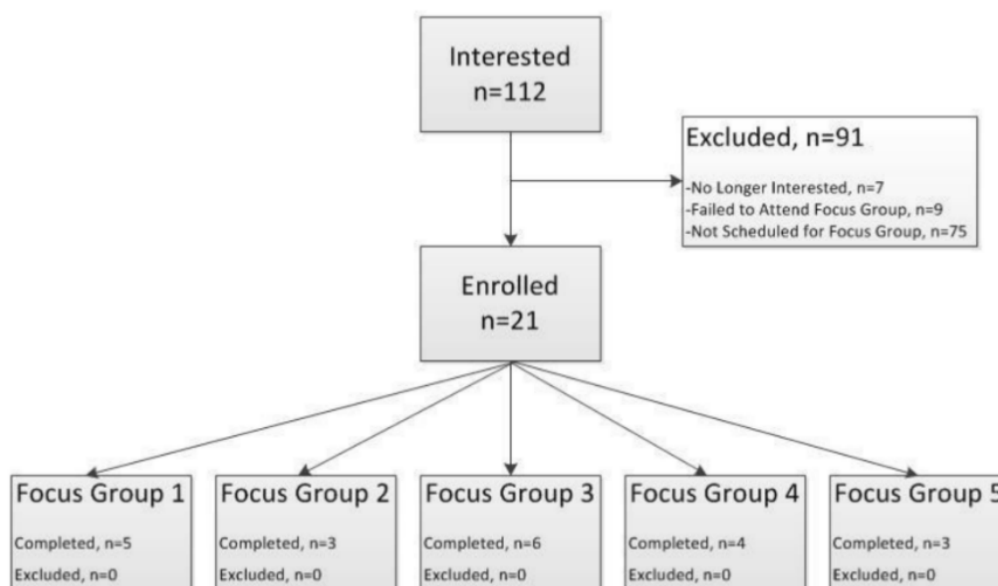 Interested
n=112
Excluded, n=91
-No Longer Interested, n=7
-Failed to Attend Focus Group, n=9
-Not Scheduled for Focus Group, n=75
Enrolled
n=21
Focus Group 1
Completed, n=5
Excluded, n=0
Focus Group 2
Completed, n=3
Excluded, n=0
Focus Group 3
Completed, n=6
Excluded, n=0
Focus Group 4
Completed, n=4
Excluded, n=0
Focus Group 5
Completed, n=3
Excluded, n=0